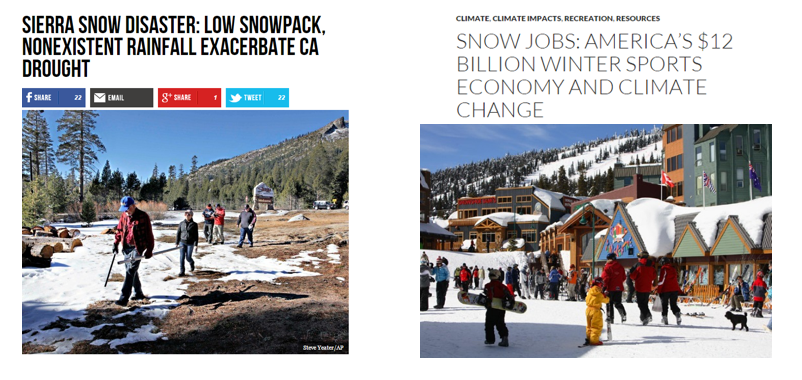 SIERRA SNOW DISASTER: LOW SNOWPACK,
NONEXISTENT RAINFALL EXACERBATE CA
DROUGHT
f SHARE 22
EMAIL
g+ SHARE 1
TWEET 22
Steve Yeater/AP
CLIMATE, CLIMATE IMPACTS, RECREATION, RESOURCES
SNOW JOBS: AMERICA'S $12
BILLION WINTER SPORTS
ECONOMY AND CLIMATE
CHANGE